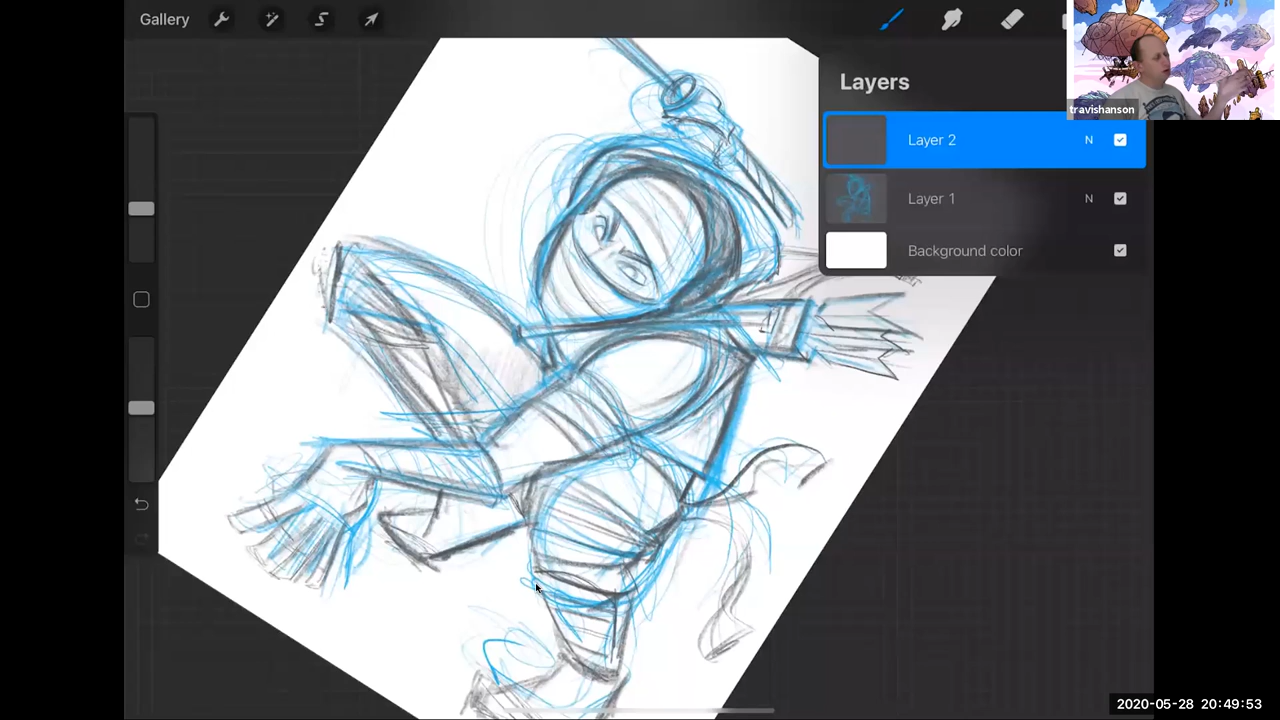 Gallery
travishanson
Layers
Layer 2 N
Layer 1 N
Background color
2020-05-28 20:49:53